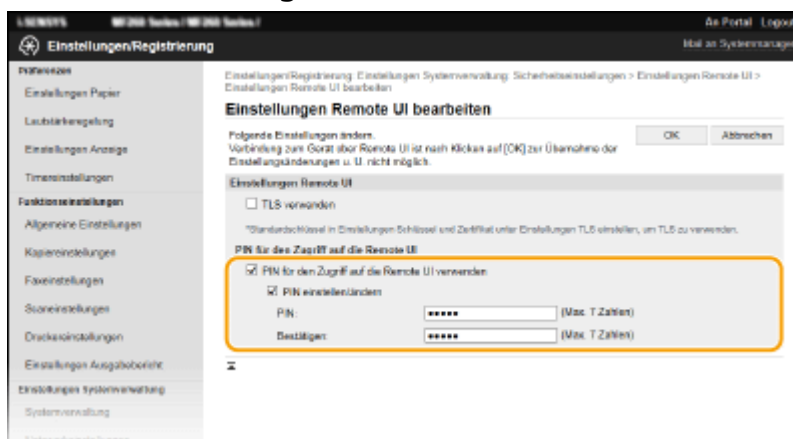 An Portal Logout
Einstellungen/Registrierung
Mail an Systemmanager
Präferenzen
Einstellungen Papier
Lautstärkeregelung
Einstellungen Anzeige
Timereinstellungen
Funktionseinstellungen
Allgemeine Einstellungen
Kopiereinstellungen
Faxeinstellungen
Scaneinstellungen
Druckereinstellungen
Einstellungen Ausgabebericht
Einstellungen Systemverwaltung
Systemverwaltung
Einstellungen/Registrierung: Einstellungen Systemverwaltung: Sicherheitseinstellungen > Einstellungen Remote UI >
Einstellungen Remote UI bearbeiten
Einstellungen Remote UI bearbeiten
Folgende Einstellungen ändern.
Verbindung zum Gerät über Remote UI ist nach Klicken auf [OK] zur Übernahme der
Einstellungsänderungen u. U. nicht möglich.
OK Abbrechen
Einstellungen Remote UI
TLS verwenden
*Standardschlüssel in Einstellungen Schlüssel und Zertifikat unter Einstellungen TLS einstellen, um TLS zu verwenden.
PIN für den Zugriff auf die Remote UI
PIN für den Zugriff auf die Remote UI verwenden
PIN einstellen/ändern
PIN: ••••• (Max. 7 Zahlen)
Bestätigen: ••••• (Max. 7 Zahlen)